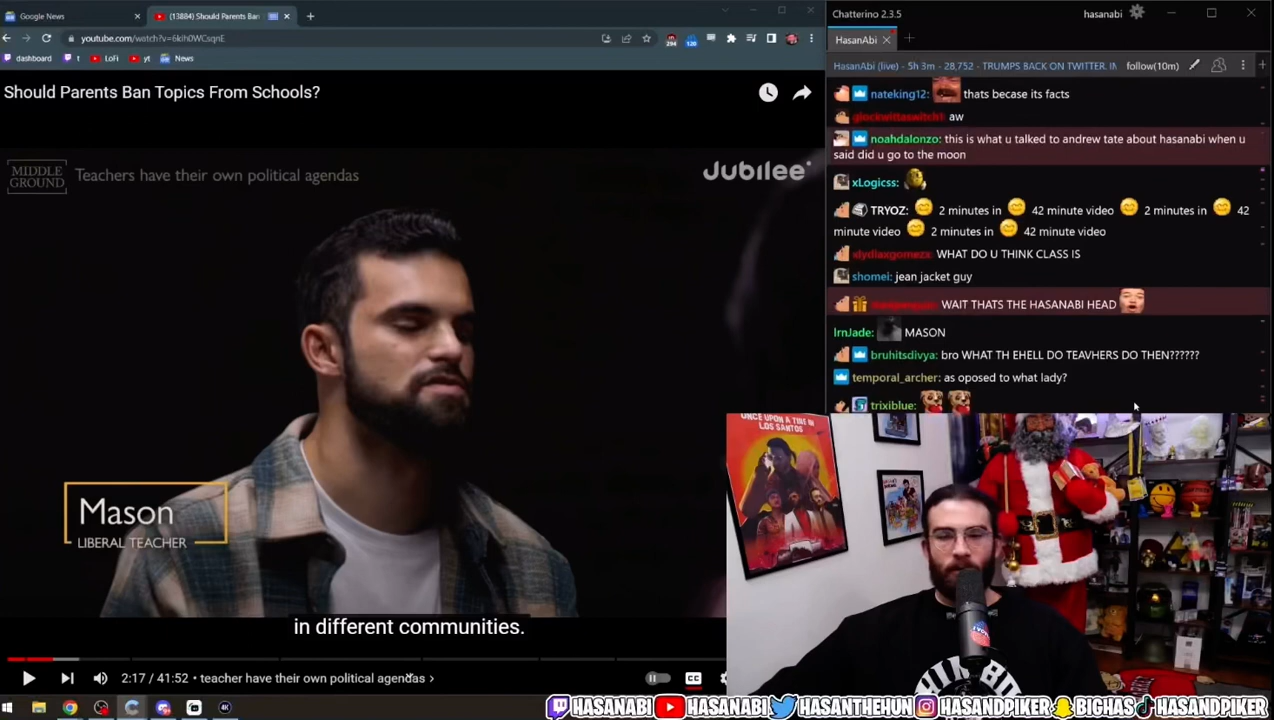 Google News
(13884) Should Parents Ban
youtube.com/watch?v=6kih0WCsqnE
294
120
dashboard
t
LoFi
yt
News
Should Parents Ban Topics From Schools?
MIDDLE
GROUND
Teachers have their own political agendas
Jubilee
Mason
LIBERAL TEACHER
in different communities.
2:17 / 41:52 • teacher have their own political agendas ›
CC
4K
Chatterino 2.3.5
hasanabi
HasanAbi
HasanAbi (live) - 5h 3m - 28,752 - TRUMPS BACK ON TWITTER. IM
follow(10m)
nateking12: thats becase its facts
aw
noahdalonzo: this is what u talked to andrew tate about hasanabi when u
said did u go to the moon
xLogicss:
TRYOZ: 2 minutes in 42 minute video 2 minutes in 42
minute video 2 minutes in 42 minute video
xlydiaxgomezx: WHAT DO U THINK CLASS IS
shomei: jean jacket guy
WAIT THATS THE HASANABI HEAD
IrnJade: MASON
bruhitsdivya: bro WHAT TH EHELL DO TEAVHERS DO THEN??????
temporal_archer: as oposed to what lady?
trixiblue:
ONCE UPON A TIME IN
LOS SANTOS
HASANABI
HASANABI
HASANTHEHUN
HASANDPIKER
BIGHAS
HASANDPIKER